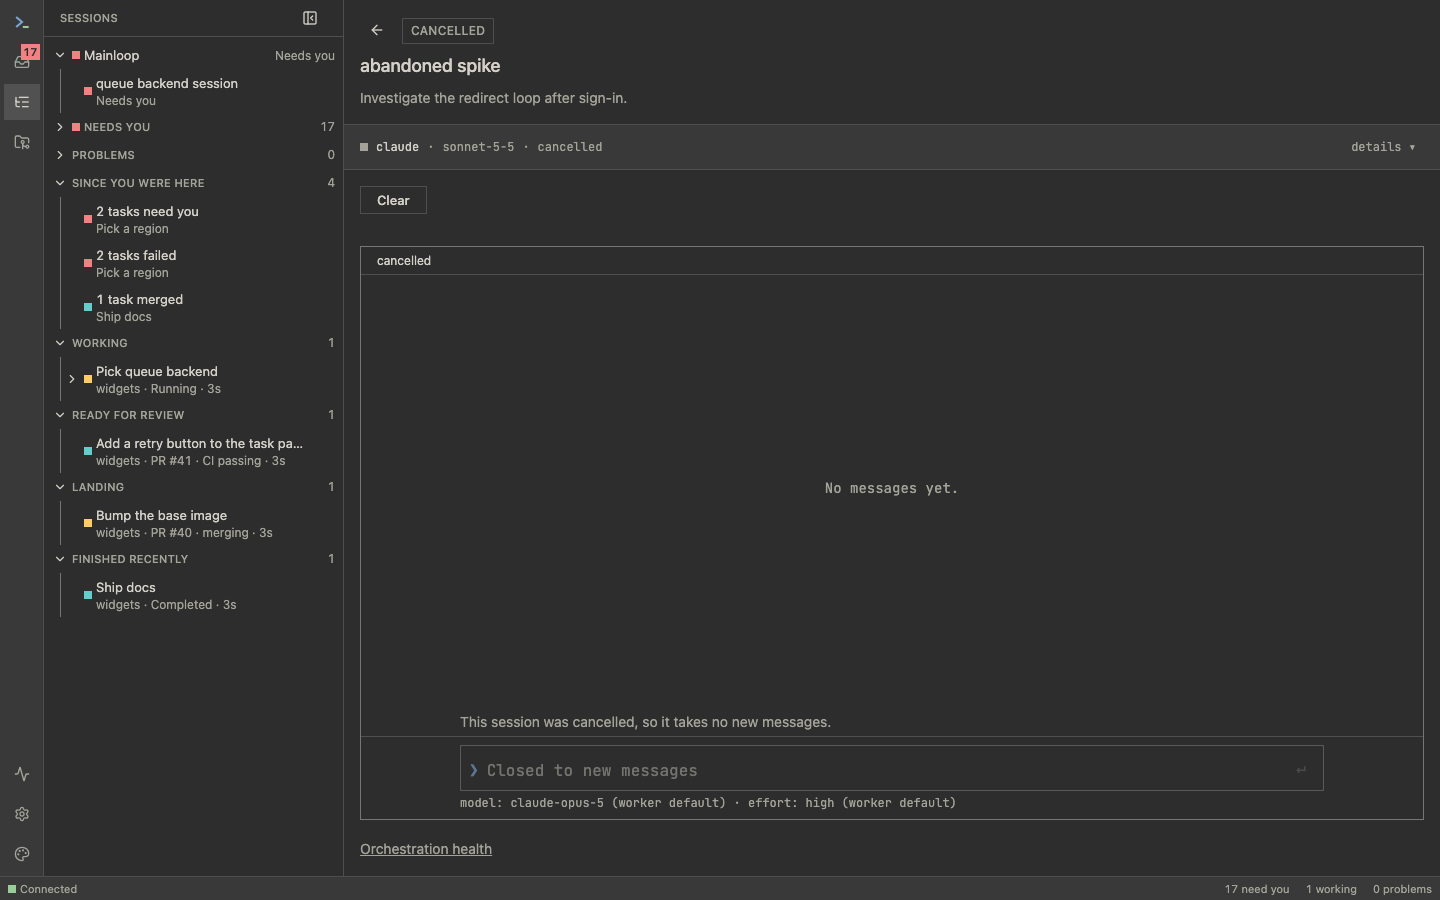 SESSIONS
17
Mainloop Needs you
queue backend session
Needs you
NEEDS YOU 17
PROBLEMS 0
SINCE YOU WERE HERE 4
2 tasks need you
Pick a region
2 tasks failed
Pick a region
1 task merged
Ship docs
WORKING 1
Pick queue backend
widgets · Running · 3s
READY FOR REVIEW 1
Add a retry button to the task pa...
widgets · PR #41 · CI passing · 3s
LANDING 1
Bump the base image
widgets · PR #40 · merging · 3s
FINISHED RECENTLY 1
Ship docs
widgets · Completed · 3s
CANCELLED
abandoned spike
Investigate the redirect loop after sign-in.
claude · sonnet-5-5 · cancelled details ▾
Clear
cancelled
No messages yet.
This session was cancelled, so it takes no new messages.
❯ Closed to new messages ↵
model: claude-opus-5 (worker default) · effort: high (worker default)
Orchestration health
Connected
17 need you 1 working 0 problems